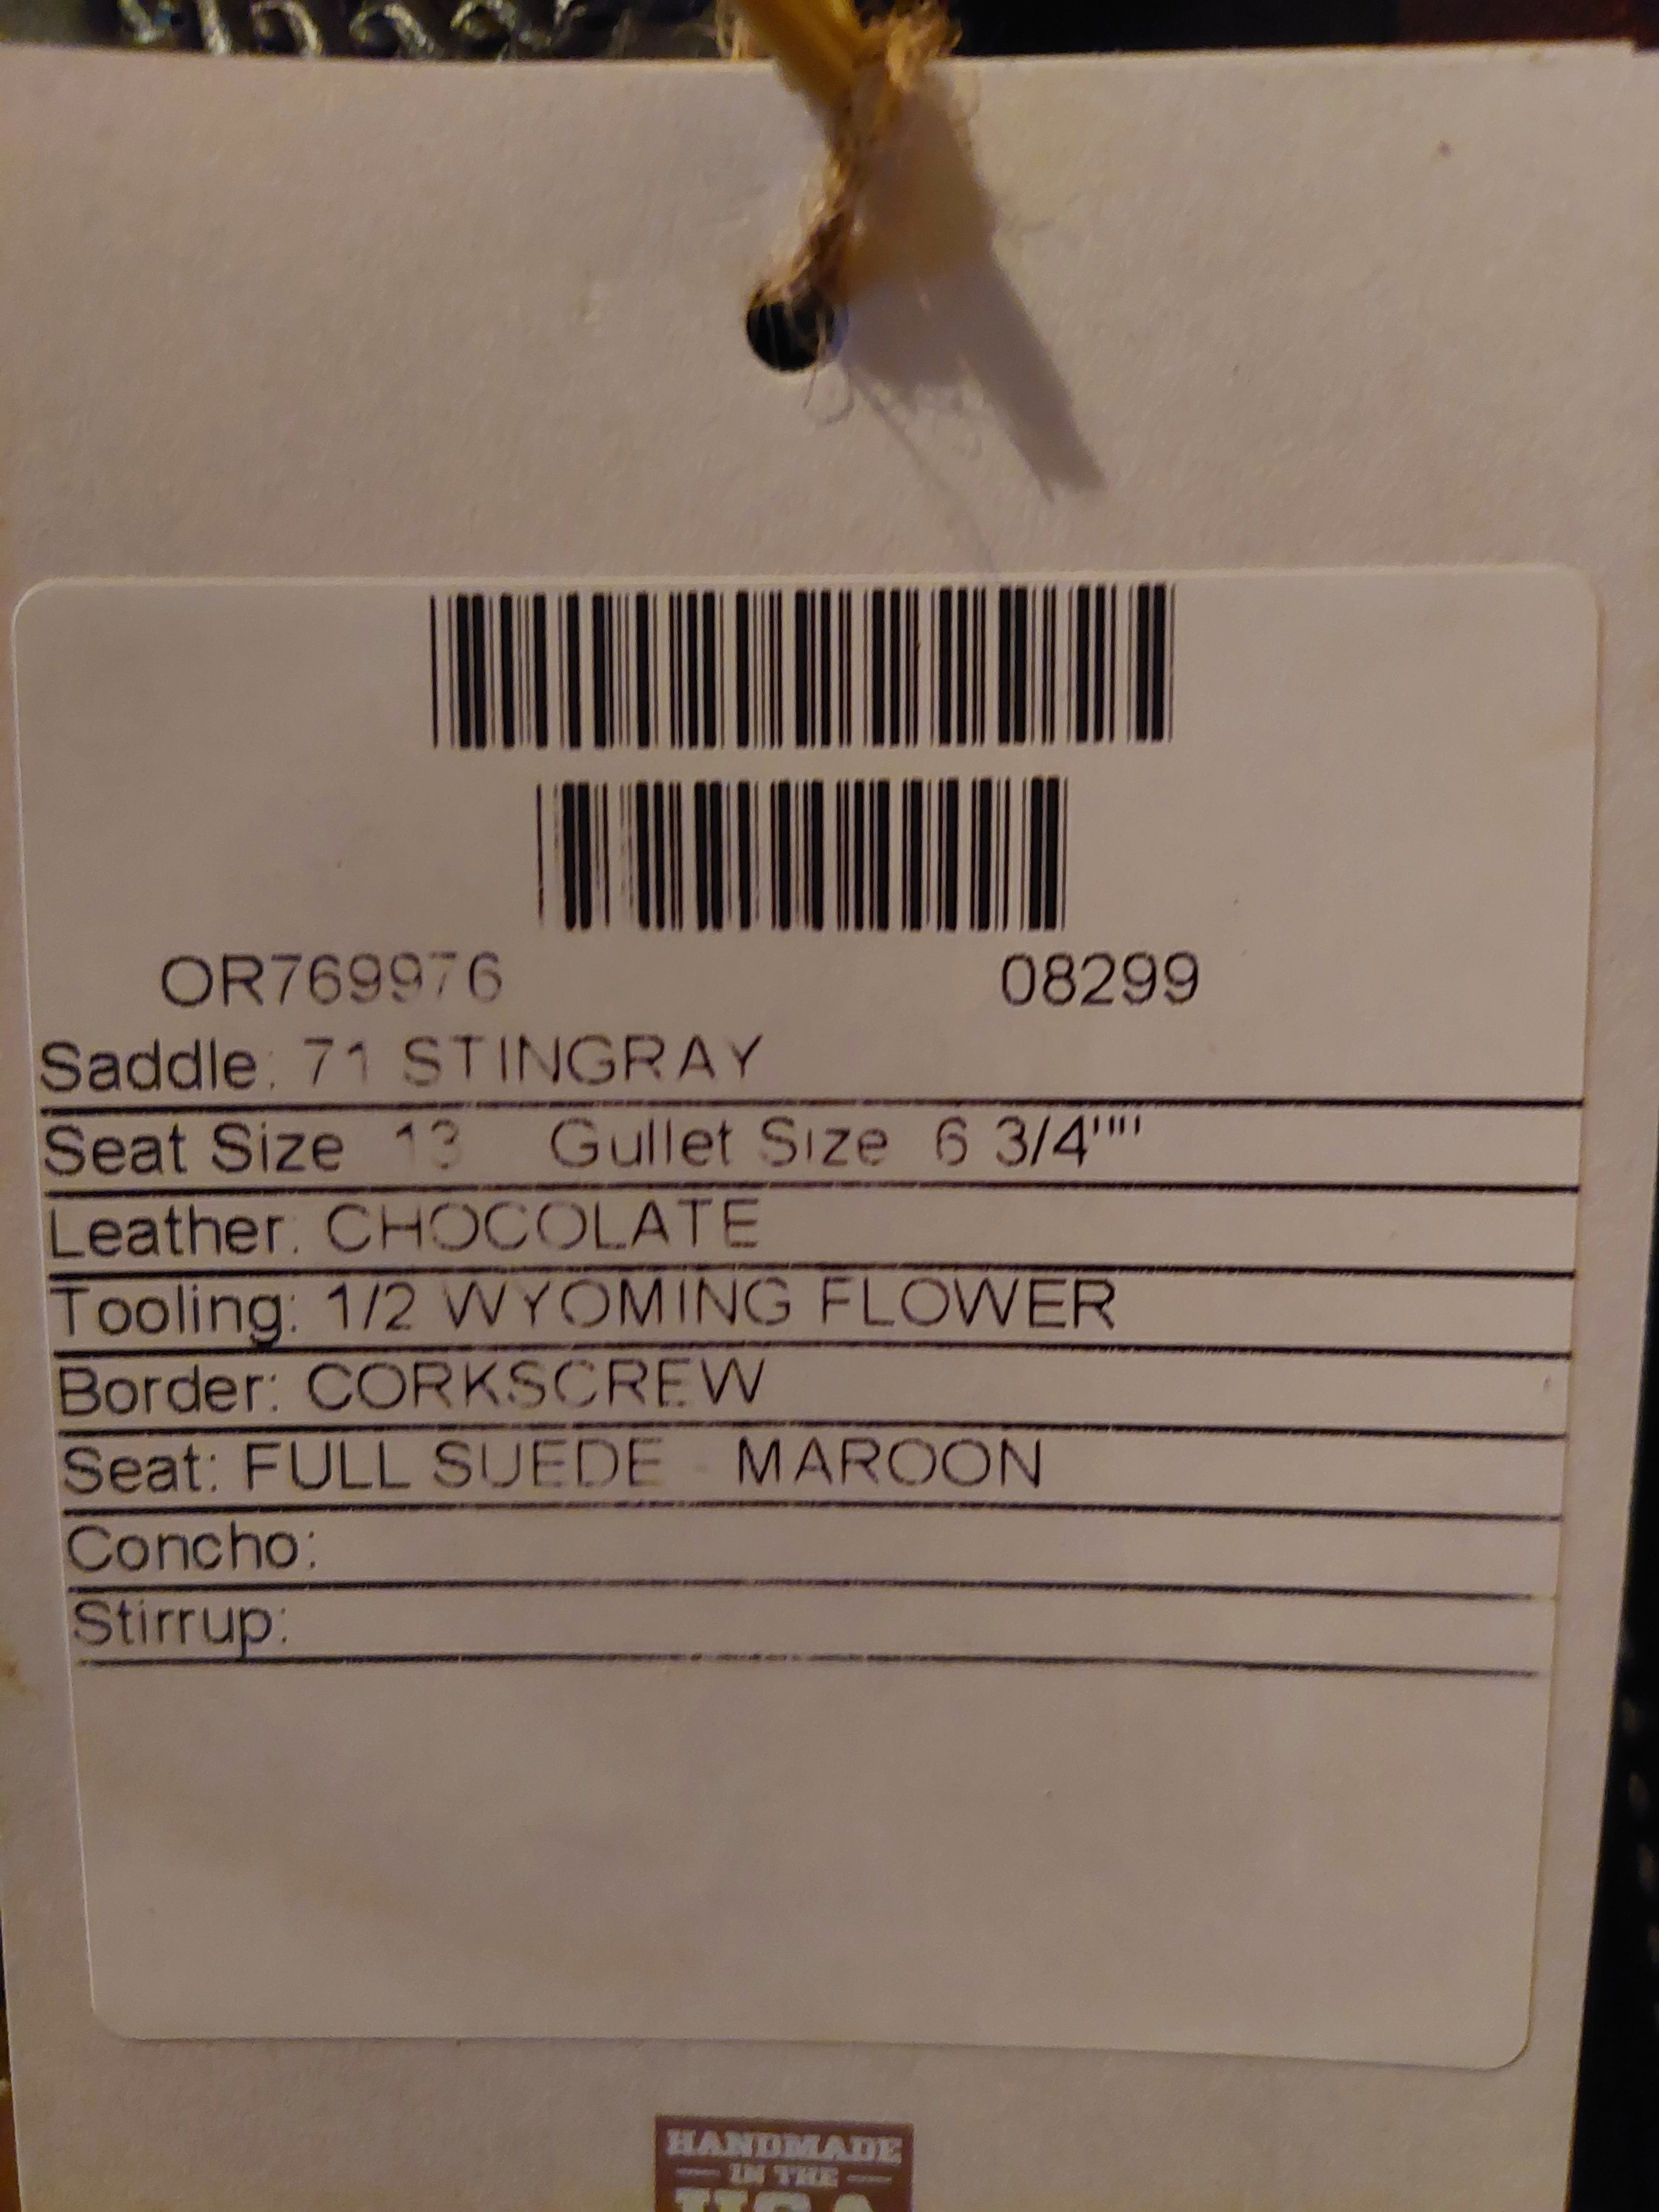 OR769976 08299
Saddle: 71 STINGRAY
Seat Size 13 Gullet Size 6 3/4""
Leather: CHOCOLATE
Tooling: 1/2 WYOMING FLOWER
Border: CORKSCREW
Seat: FULL SUEDE - MAROON
Concho:
Stirrup:
HANDMADE
IN THE
USA